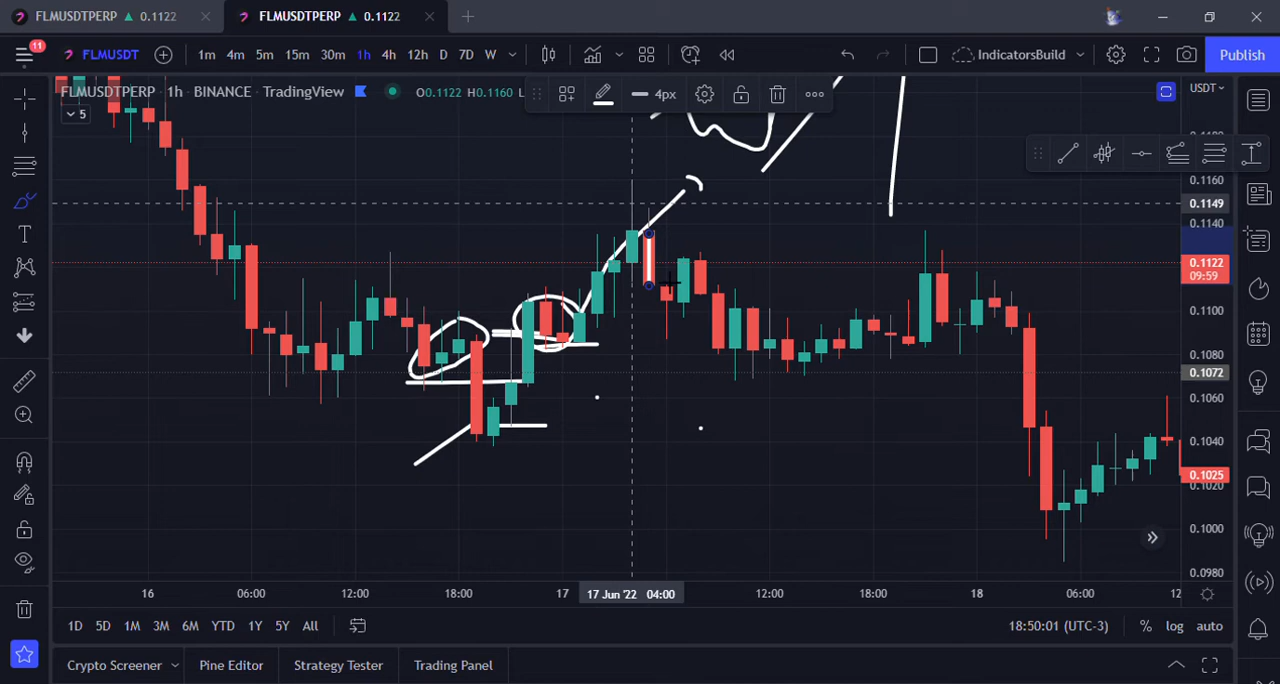 FLMUSDTPERP ▲ 0.1122 FLMUSDTPERP ▲ 0.1122
11
FLMUSDT 1m 4m 5m 15m 30m 1h 4h 12h D 7D W IndicatorsBuild Publish
FLMUSDTPERP 1h BINANCE TradingView O0.1122 H0.1160 L 4px USDT
5
0.1160
0.1149
0.1140
0.1122
09:59
0.1100
0.1080
0.1072
0.1060
0.1040
0.1025
0.1020
0.1000
0.0980
16 06:00 12:00 18:00 17 17 Jun '22 04:00 12:00 18:00 18 06:00 12
1D 5D 1M 3M 6M YTD 1Y 5Y All 18:50:01 (UTC-3) % log auto
Crypto Screener Pine Editor Strategy Tester Trading Panel